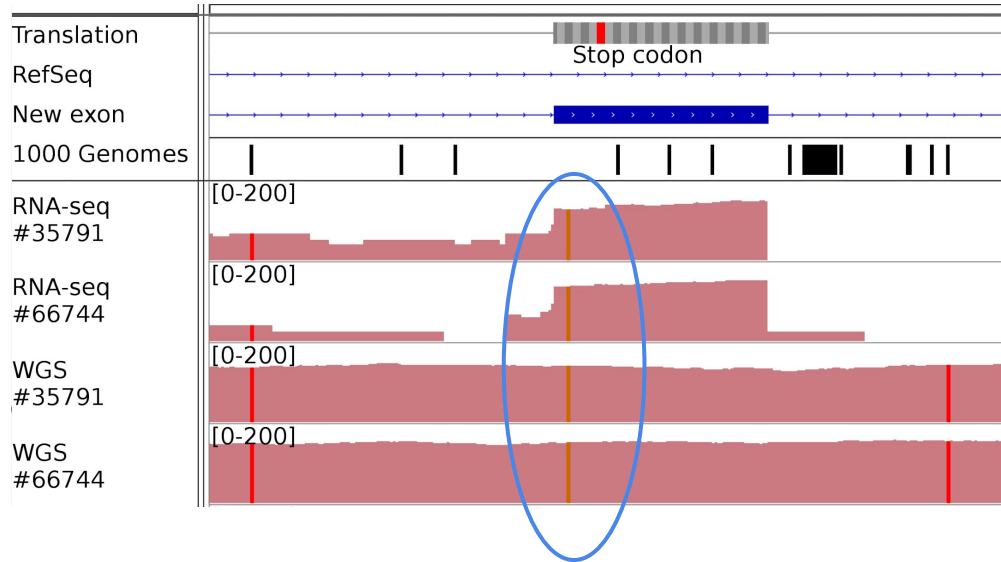 Translation
Stop codon
RefSeq
New exon
1000 Genomes
RNA-seq
#35791
[0-200]
RNA-seq
#66744
[0-200]
WGS
#35791
[0-200]
WGS
#66744
[0-200]